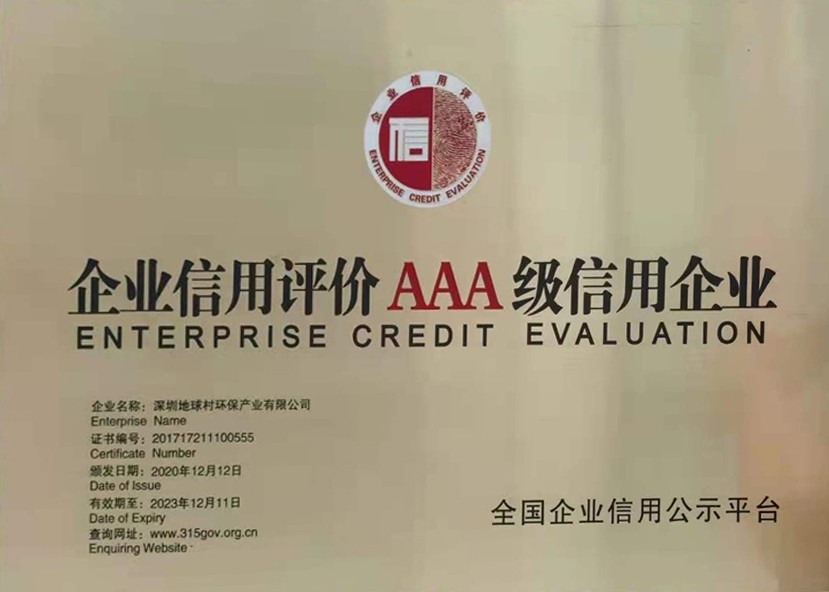 企业信用评价
信
ENTERPRISE CREDIT EVALUATION
企业信用评价AAA级信用企业
ENTERPRISE CREDIT EVALUATION
企业名称：深圳地球村环保产业有限公司
Enterprise Name
证书编号：201717211100555
Certificate Number
颁发日期：2020年12月12日
Date of Issue
有效期至：2023年12月11日
Date of Expiry
查询网址：www.315gov.org.cn
Enquiring Website
全国企业信用公示平台